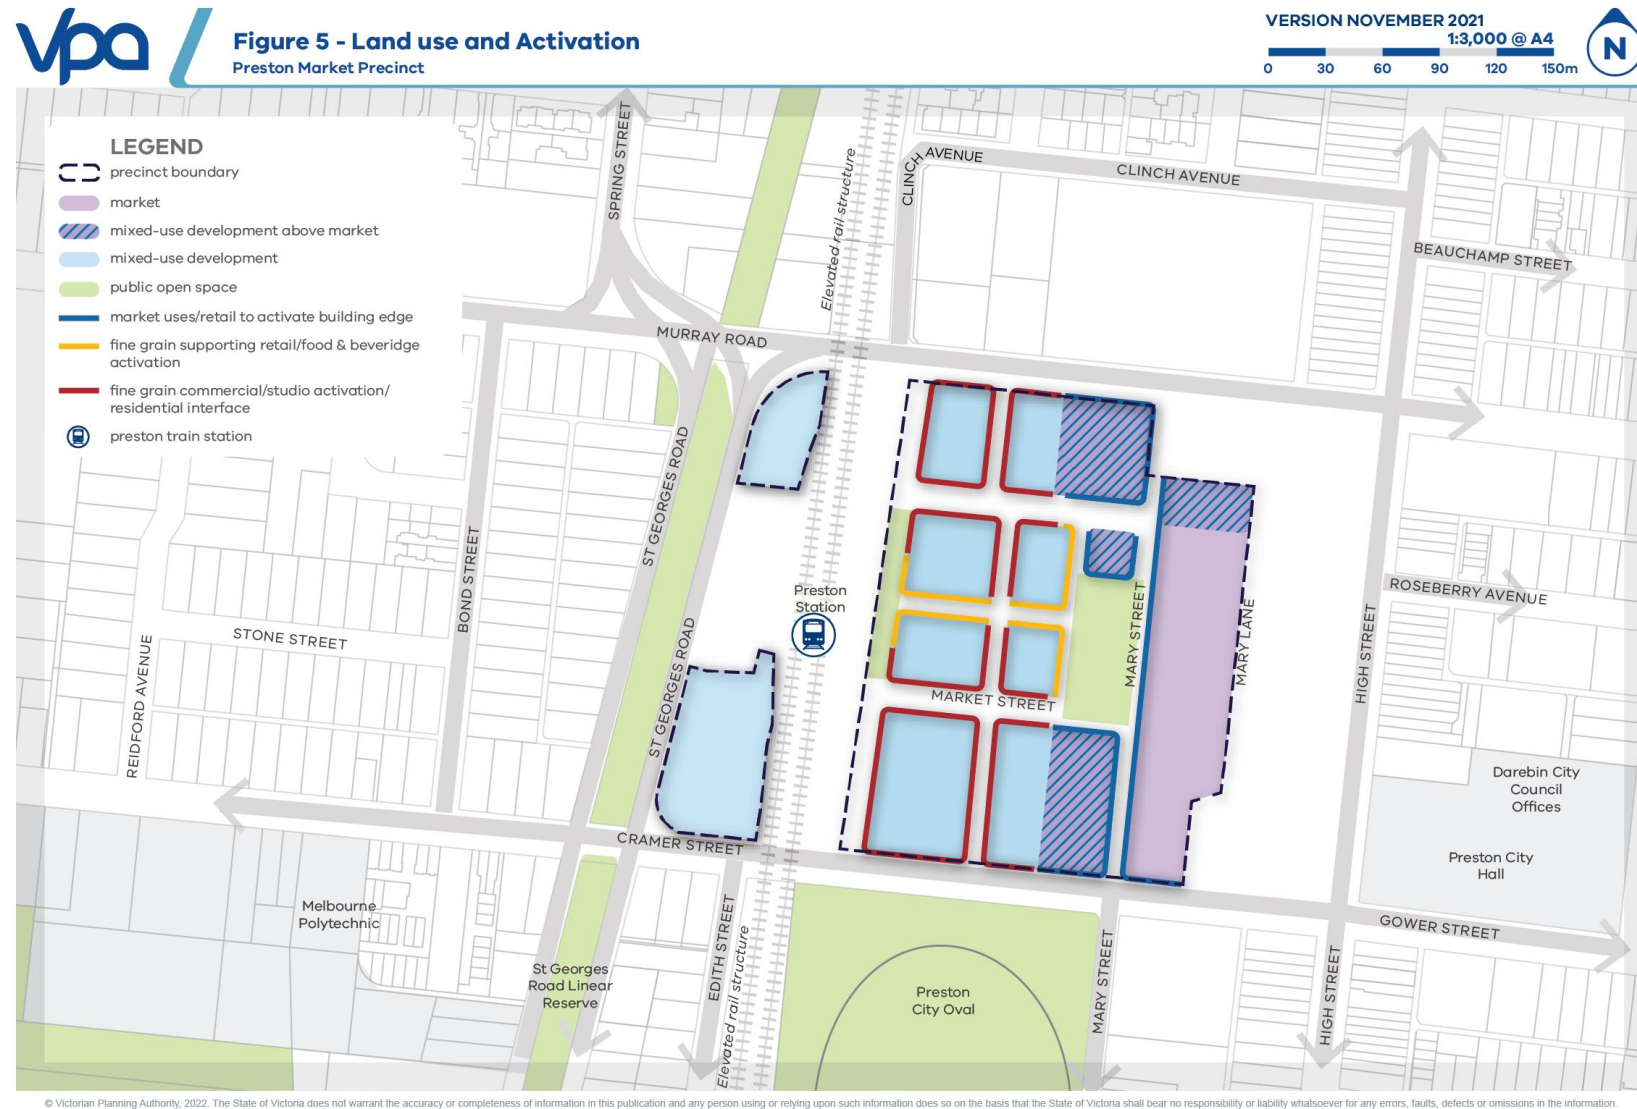 vpa
Figure 5 - Land use and Activation
Preston Market Precinct
VERSION NOVEMBER 2021
1:3,000 @ A4
0 30 60 90 120 150m
N
LEGEND
precinct boundary
market
mixed-use development above market
mixed-use development
public open space
market uses/retail to activate building edge
fine grain supporting retail/food & beveridge
activation
fine grain commercial/studio activation/
residential interface
preston train station
SPRING STREET
Elevated rail structure
CLINCH AVENUE
CLINCH AVENUE
BEAUCHAMP STREET
MURRAY ROAD
ST GEORGES ROAD
BOND STREET
STONE STREET
REIDFORD AVENUE
ST GEORGES ROAD
Preston
Station
MARKET STREET
MARY STREET
MARY LANE
HIGH STREET
ROSEBERRY AVENUE
Darebin City
Council
Offices
Preston City
Hall
CRAMER STREET
GOWER STREET
Melbourne
Polytechnic
St Georges
Road Linear
Reserve
EDITH STREET
Elevated rail structure
Preston
City Oval
MARY STREET
HIGH STREET
© Victorian Planning Authority, 2022. The State of Victoria does not warrant the accuracy or completeness of information in this publication and any person using or relying upon such information does so on the basis that the State of Victoria shall bear no responsibility or liability whatsoever for any errors, faults, defects or omissions in the information.